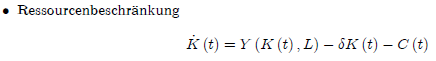 • Ressourcenbeschränkung
K̇ (t) = Y (K (t) , L) − δK (t) − C (t)